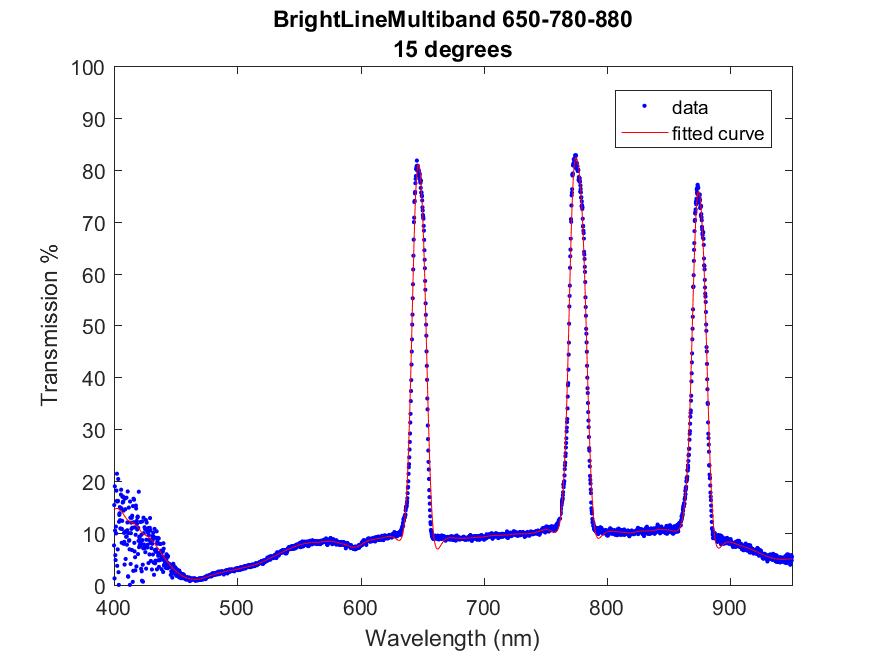 BrightLineMultiband 650-780-880
15 degrees
100
90
80
70
60
50
40
30
20
10
0
Transmission %
data
fitted curve
400 500 600 700 800 900
Wavelength (nm)